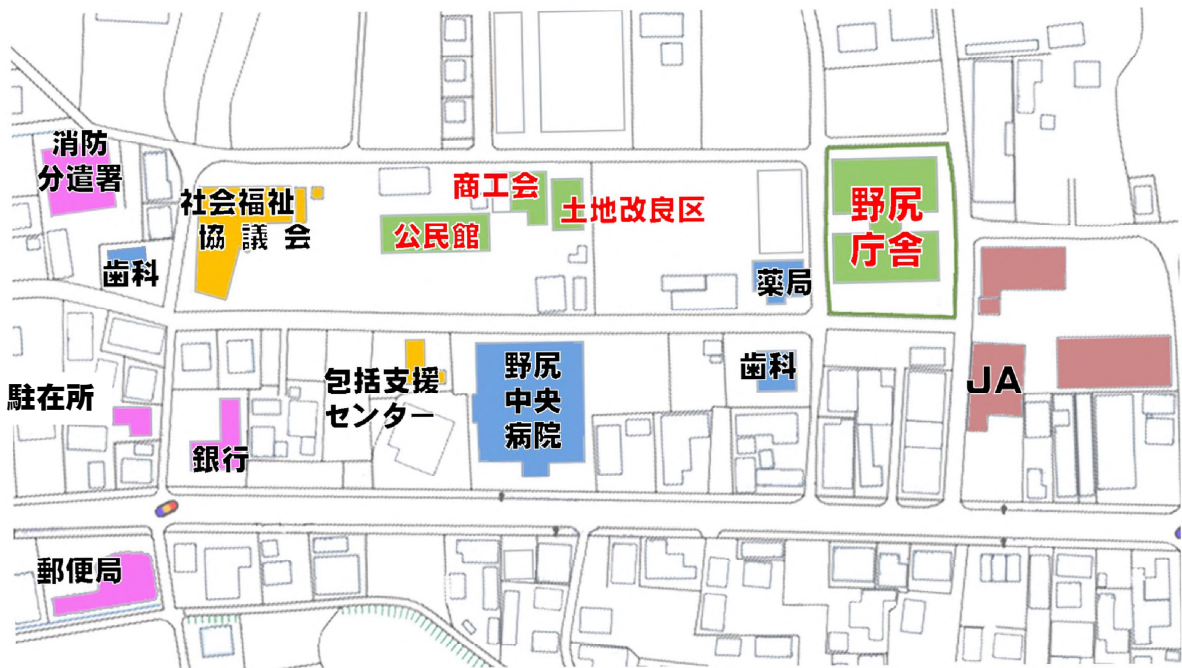 消防
分遣署
社会福祉
協議会
歯科
商工会
公民館
土地改良区
薬局
野尻
庁舎
駐在所
銀行
包括支援
センター
野尻
中央
病院
歯科
JA
郵便局